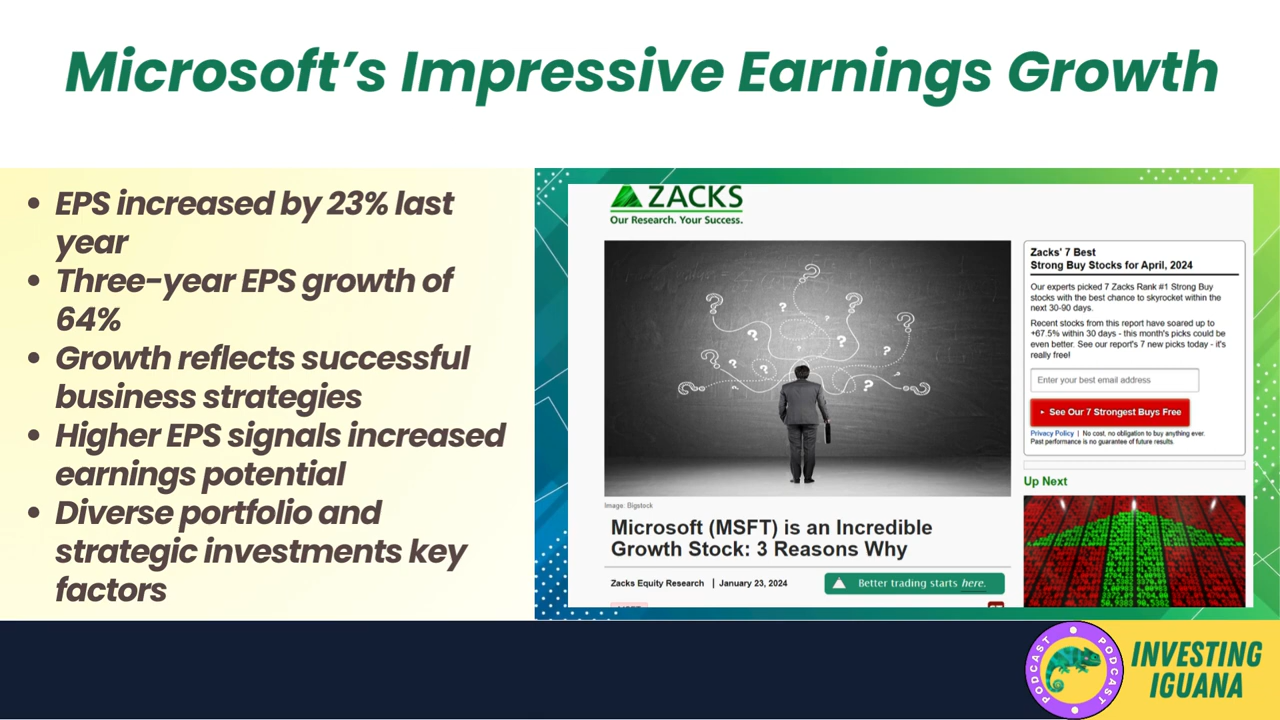 Microsoft’s Impressive Earnings Growth
• EPS increased by 23% last
year
• Three-year EPS growth of
64%
• Growth reflects successful
business strategies
• Higher EPS signals increased
earnings potential
• Diverse portfolio and
strategic investments key
factors
ZACKS
Our Research. Your Success.
Image: Bigstock
Microsoft (MSFT) is an Incredible
Growth Stock: 3 Reasons Why
Zacks Equity Research | January 23, 2024
Better trading starts here.
Zacks' 7 Best
Strong Buy Stocks for April, 2024
Our experts picked 7 Zacks Rank #1 Strong Buy
stocks with the best chance to skyrocket within the
next 30-90 days.
Recent stocks from this report have soared up to
+67.5% within 30 days - this month's picks could be
even better. See our report's 7 new picks today - it's
really free!
Enter your best email address
See Our 7 Strongest Buys Free
Privacy Policy | No cost, no obligation to buy anything ever.
Past performance is no guarantee of future results.
Up Next
PODCAST PODCAST
INVESTING
IGUANA